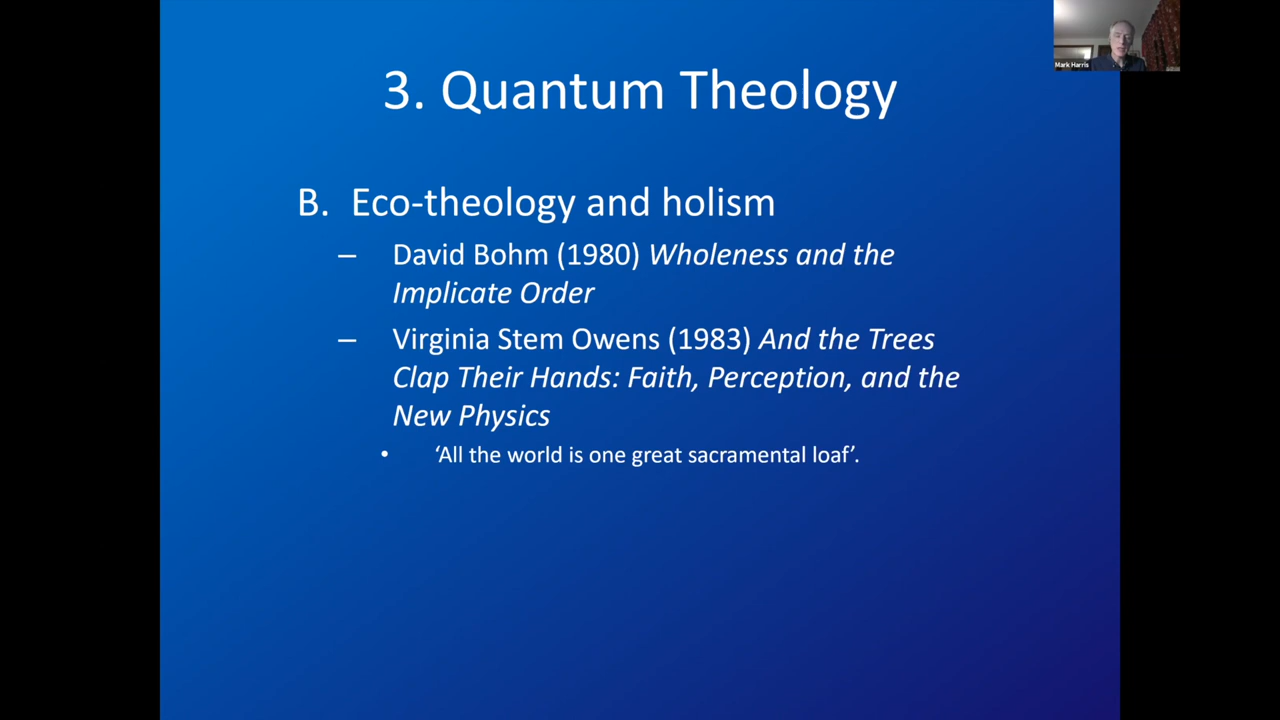 Mark Harris
3. Quantum Theology
B. Eco-theology and holism
– David Bohm (1980) Wholeness and the
Implicate Order
– Virginia Stem Owens (1983) And the Trees
Clap Their Hands: Faith, Perception, and the
New Physics
• ‘All the world is one great sacramental loaf’.